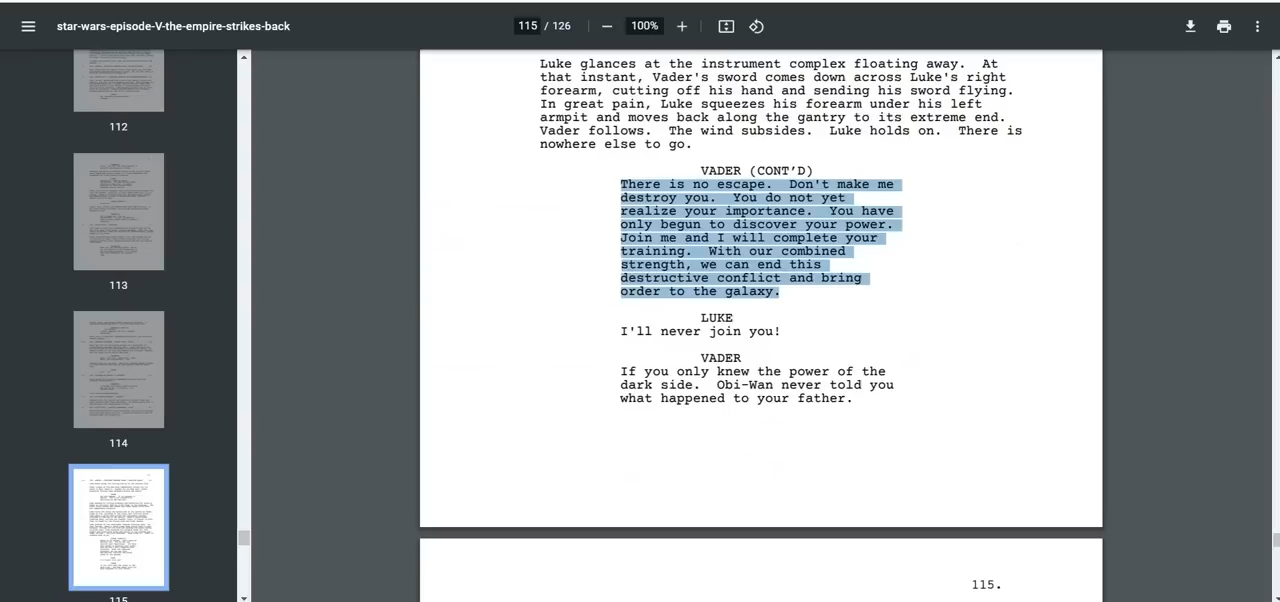 star-wars-episode-V-the-empire-strikes-back
115 / 126
100%
112
113
114
115
Luke glances at the instrument complex floating away. At
that instant, Vader's sword comes down across Luke's right
forearm, cutting off his hand and sending his sword flying.
In great pain, Luke squeezes his forearm under his left
armpit and moves back along the gantry to its extreme end.
Vader follows. The wind subsides. Luke holds on. There is
nowhere else to go.
VADER (CONT'D)
There is no escape. Don't make me
destroy you. You do not yet
realize your importance. You have
only begun to discover your power.
Join me and I will complete your
training. With our combined
strength, we can end this
destructive conflict and bring
order to the galaxy.
LUKE
I'll never join you!
VADER
If you only knew the power of the
dark side. Obi-Wan never told you
what happened to your father.
115.